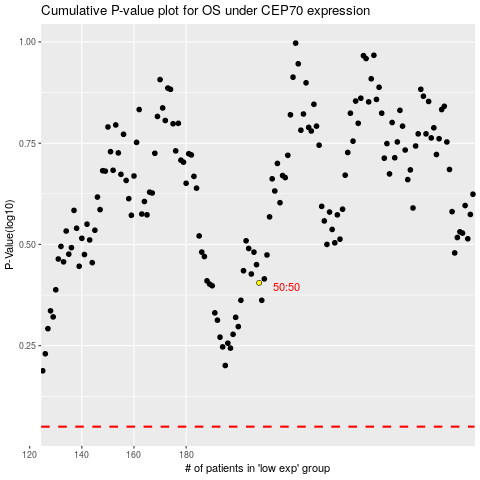 Cumulative P-value plot for OS under CEP70 expression
P-Value(log10)
1.00
0.75
0.50
0.25
50:50
120 140 160 180
# of patients in 'low exp' group